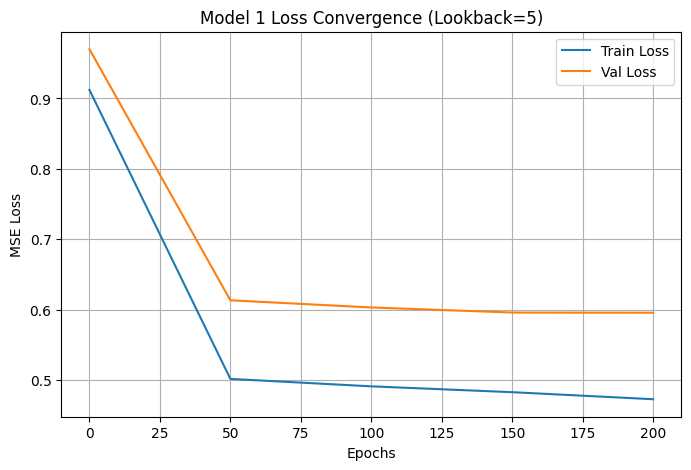 Model 1 Loss Convergence (Lookback=5)
Train Loss
Val Loss
MSE Loss
0.9
0.8
0.7
0.6
0.5
0 25 50 75 100 125 150 175 200
Epochs